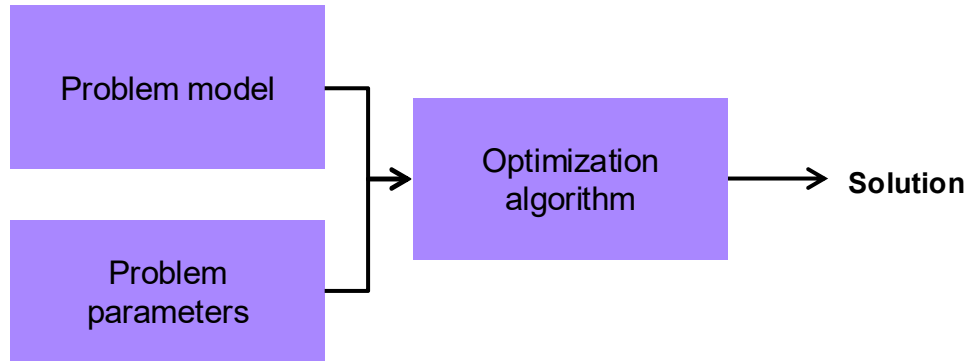 Problem model
Optimization
algorithm
Solution
Problem
parameters